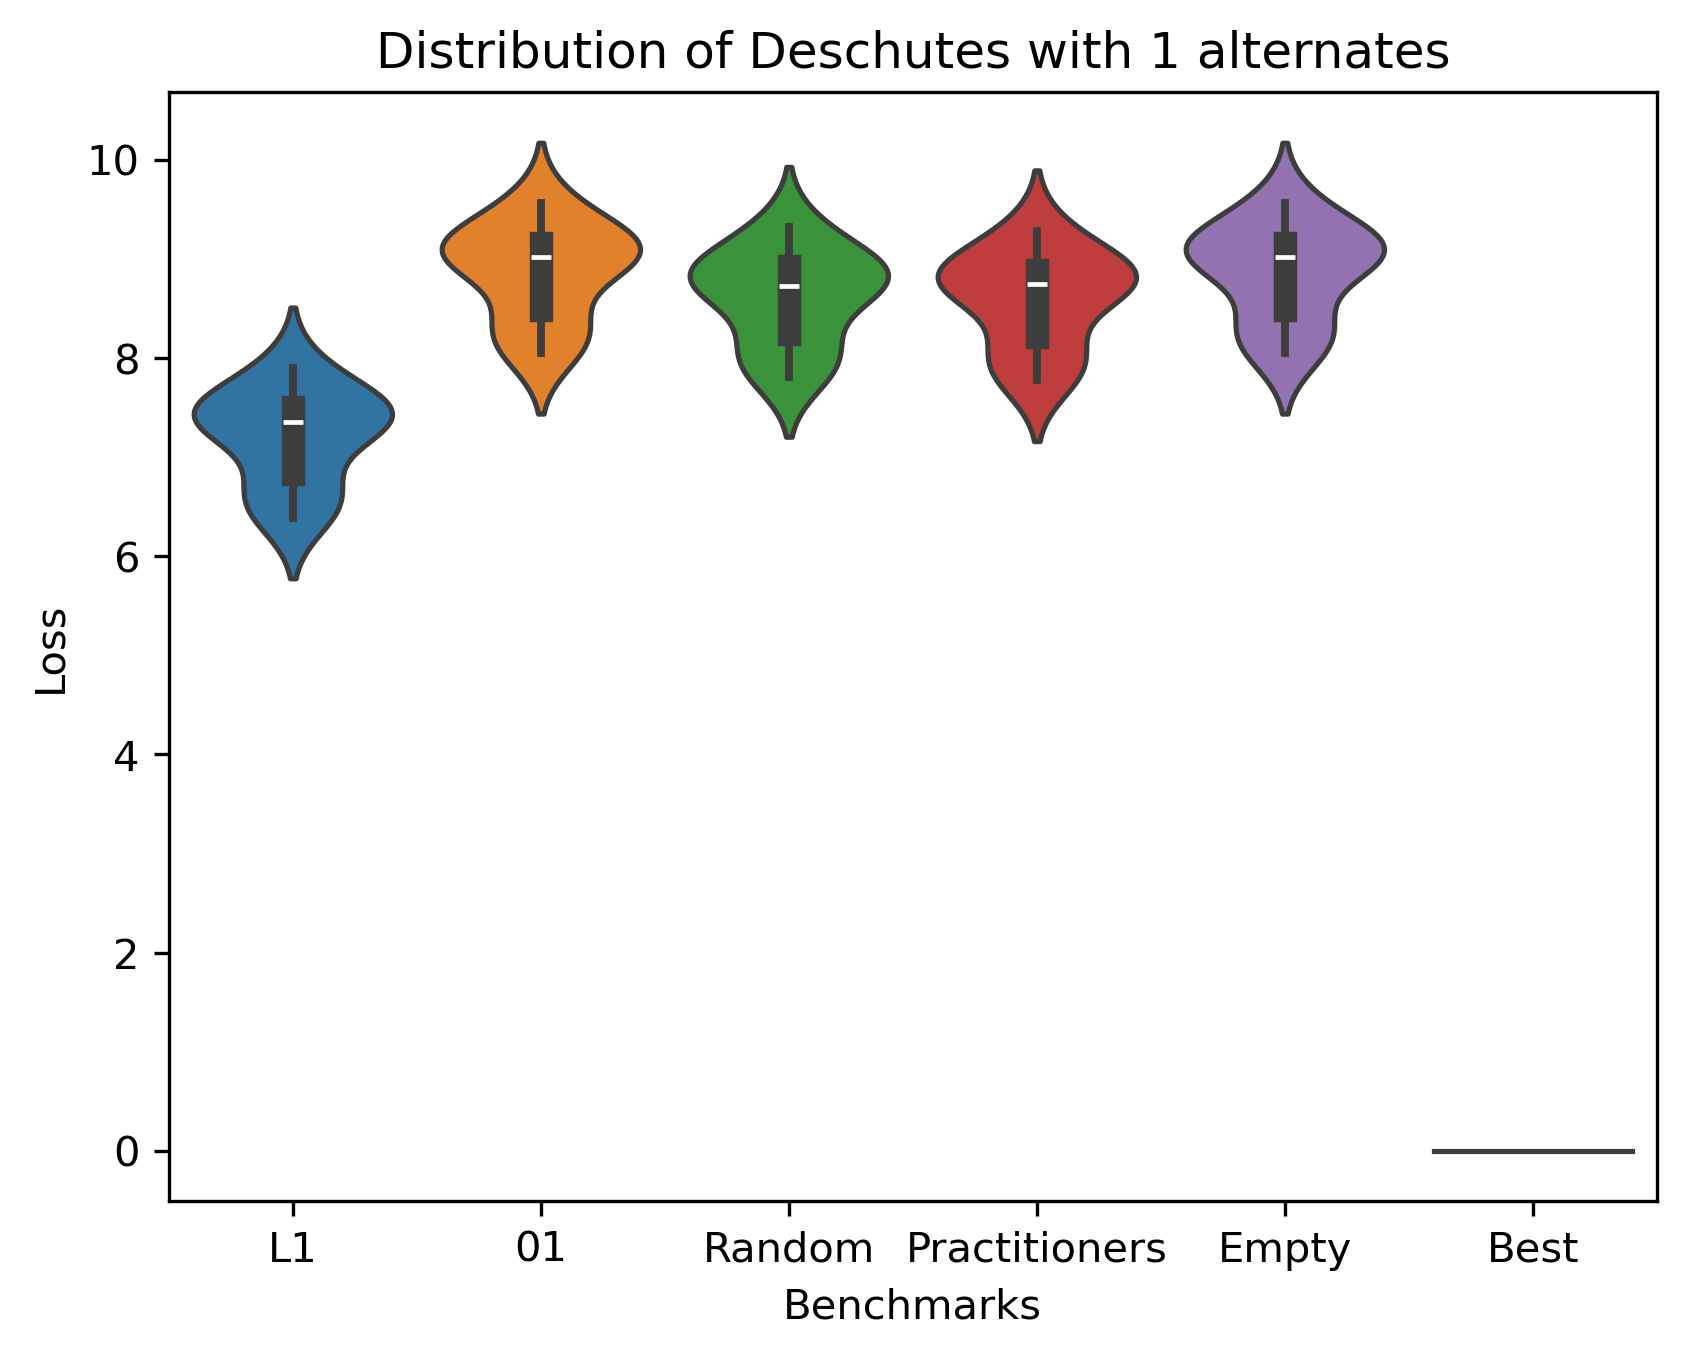 Distribution of Deschutes with 1 alternates
10
8
6
4
2
0
Loss
L1 01 Random Practitioners Empty Best
Benchmarks